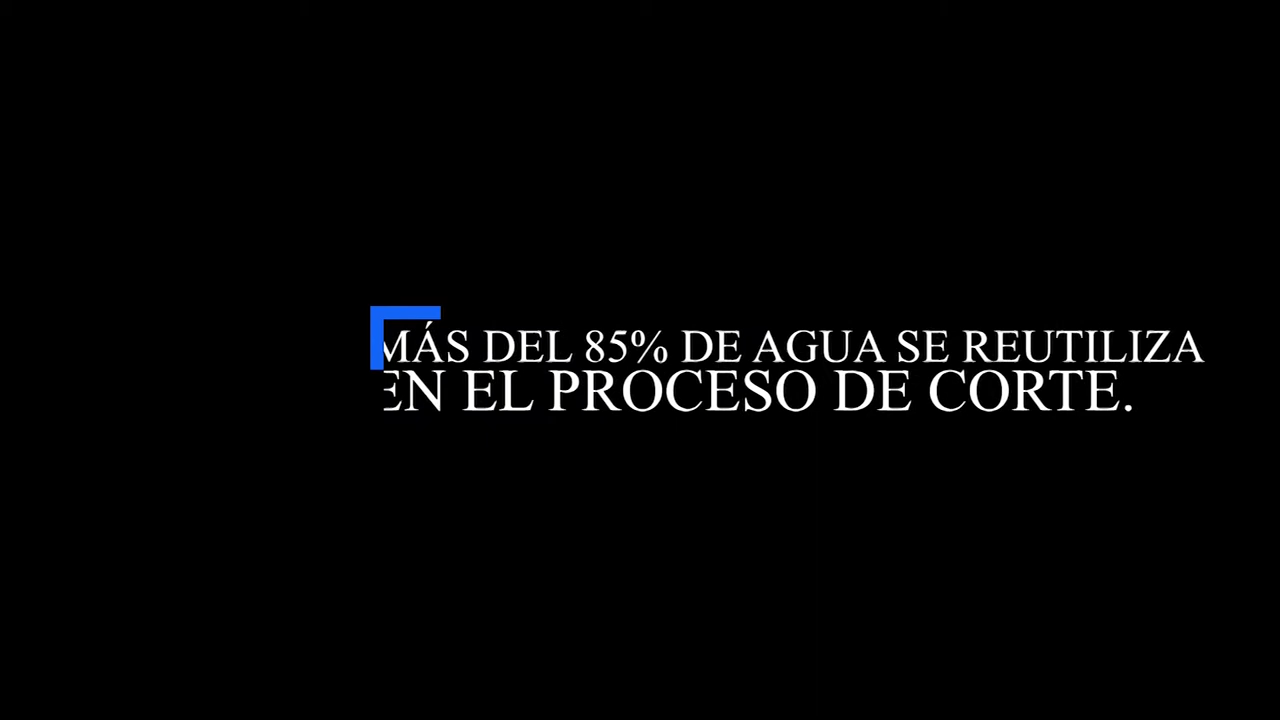 MÁS DEL 85% DE AGUA SE REUTILIZA
EN EL PROCESO DE CORTE.